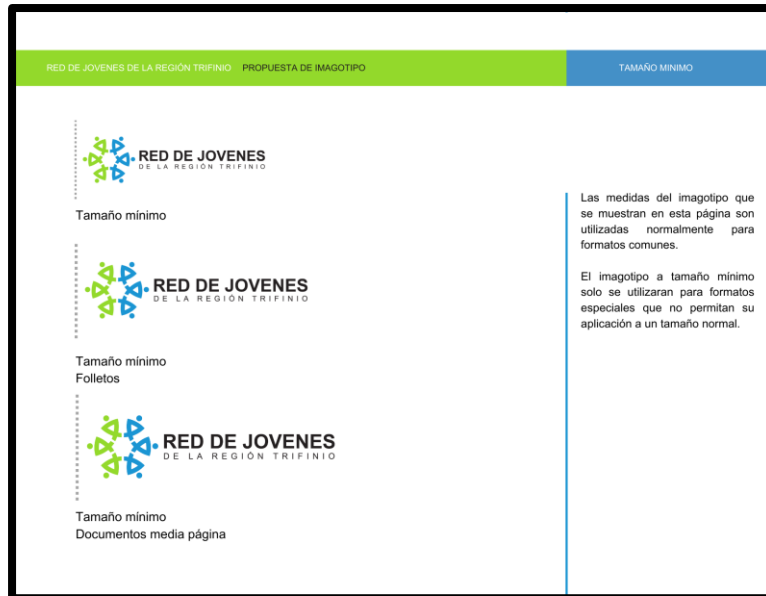 RED DE JOVENES DE LA REGIÓN TRIFINIO PROPUESTA DE IMAGOTIPO
TAMAÑO MINIMO
RED DE JOVENES
DE LA REGIÓN TRIFINIO
Tamaño mínimo
RED DE JOVENES
DE LA REGIÓN TRIFINIO
Tamaño mínimo
Folletos
RED DE JOVENES
DE LA REGIÓN TRIFINIO
Tamaño mínimo
Documentos media página
Las medidas del imagotipo que
se muestran en esta página son
utilizadas normalmente para
formatos comunes.
El imagotipo a tamaño mínimo
solo se utilizaran para formatos
especiales que no permitan su
aplicación a un tamaño normal.